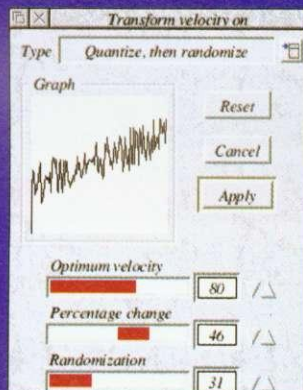 Transform velocity on
Type Quantize, then randomize
Graph
Reset
Cancel
Apply
Optimum velocity
80
Percentage change
46
Randomization
31